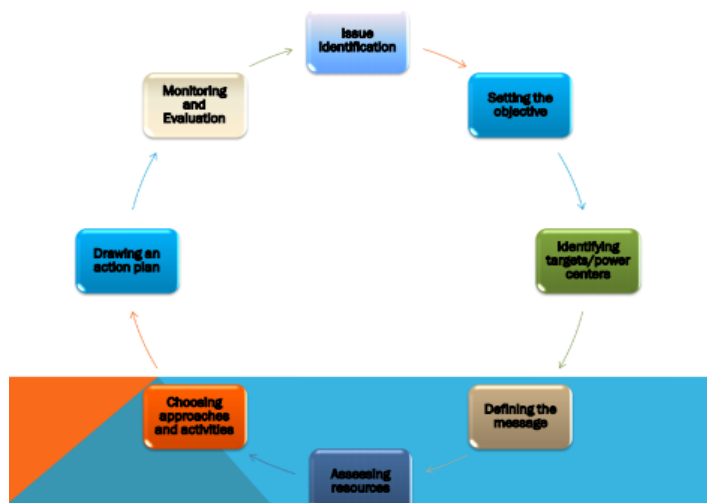 Issue
Identification
Setting the
objective
Identifying
targets/power
centers
Defining the
message
Assessing
resources
Choosing
approaches
and activities
Drawing an
action plan
Monitoring
and
Evaluation